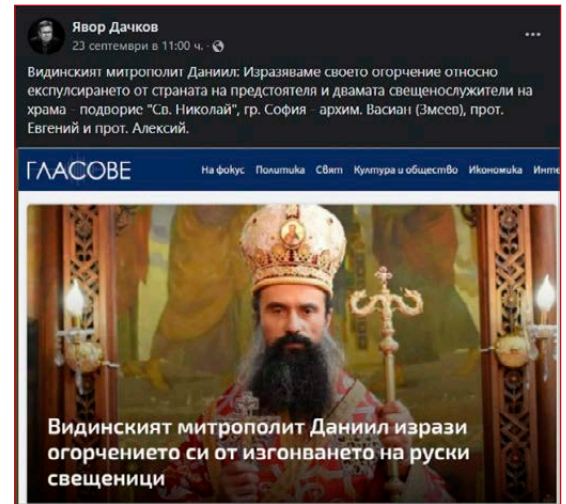 Явор Дачков
23 септември в 11:00 ч.
Видинският митрополит Даниил: Изразяваме своето огорчение относно
експулсирането от страната на предстоятеля и двамата свещенослужители на
храма - подворие "Св. Николай", гр. София - архим. Васиан (Змеев), прот.
Евгений и прот. Алексий.
ГЛАСОВЕ
На фокус Политика Свят Култура и общество Икономика Инте
Видинският митрополит Даниил изрази
огорчението си от изгонването на руски
свещеници